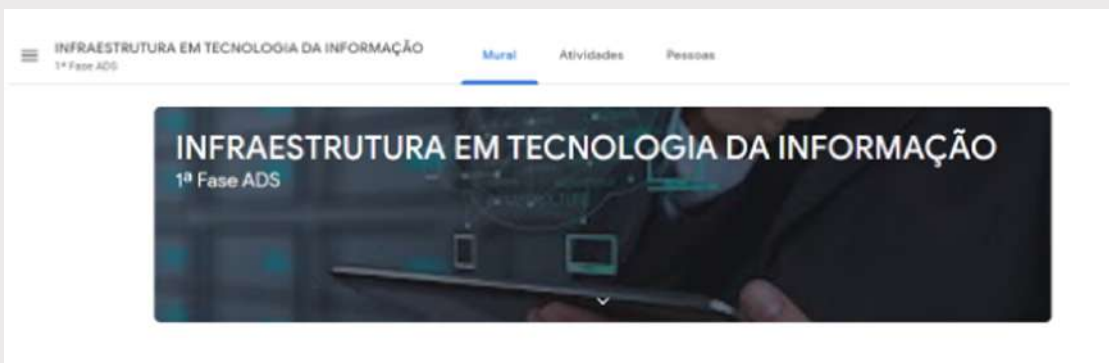 INFRAESTRUTURA EM TECNOLOGIA DA INFORMAÇÃO
1ª Fase ADS
Mural Atividades Pessoas
INFRAESTRUTURA EM TECNOLOGIA DA INFORMAÇÃO
1ª Fase ADS